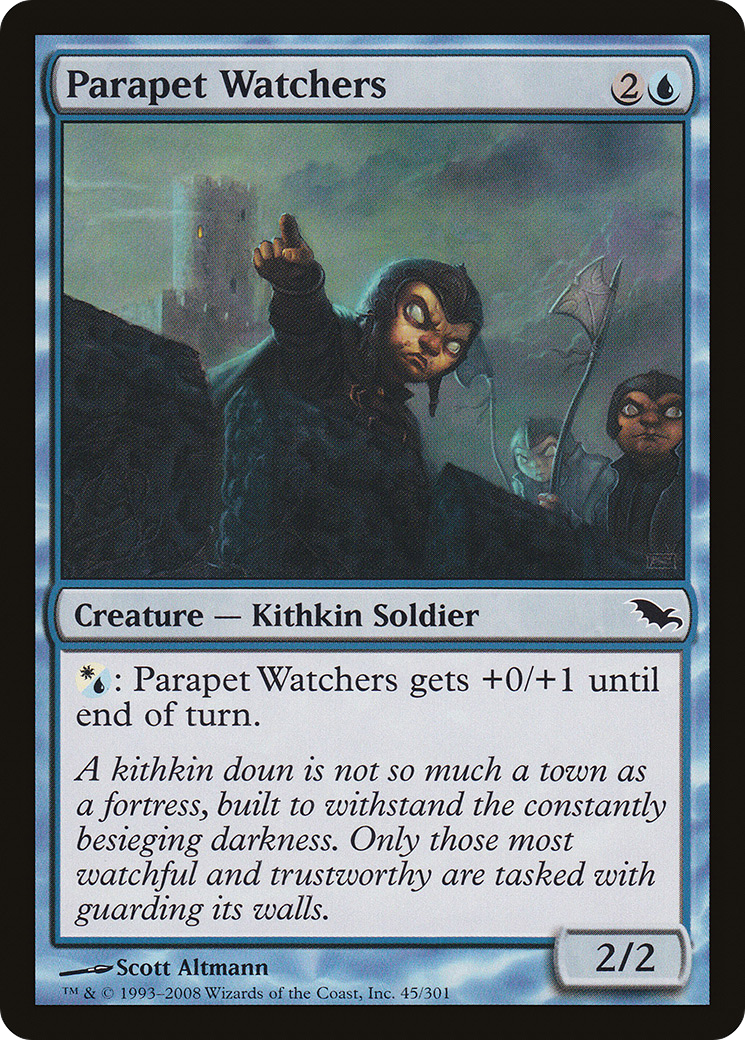 Parapet Watchers 2
Creature — Kithkin Soldier
: Parapet Watchers gets +0/+1 until
end of turn.
A kithkin doun is not so much a town as
a fortress, built to withstand the constantly
besieging darkness. Only those most
watchful and trustworthy are tasked with
guarding its walls.
2/2
Scott Altmann
™ & © 1993–2008 Wizards of the Coast, Inc. 45/301